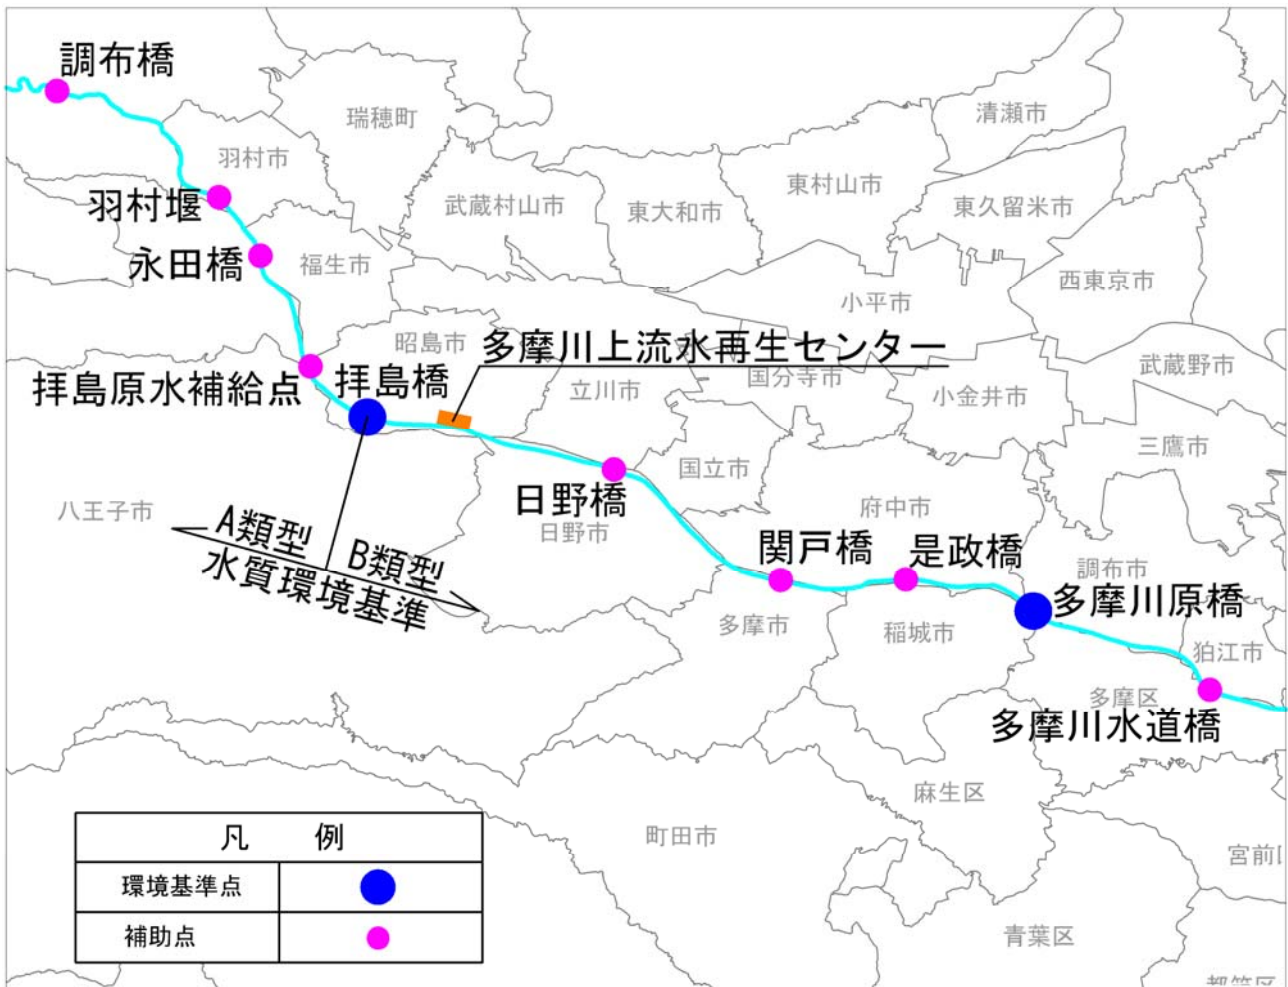 調布橋
清瀬市
瑞穂町
羽村市
東村山市
羽村堰
武蔵村山市
東大和市
東久留米市
永田橋
福生市
西東京市
小平市
昭島市
多摩川上流水再生センター
武蔵野市
拝島原水補給点
拝島橋
立川市
国分寺市
小金井市
三鷹市
国立市
日野橋
八王子市
府中市
A類型
B類型
水質環境基準
日野市
関戸橋
是政橋
調布市
多摩川原橋
多摩市
稲城市
狛江市
多摩区
多摩川水道橋
麻生区
町田市
凡 例
環境基準点
補助点
宮前
青葉区